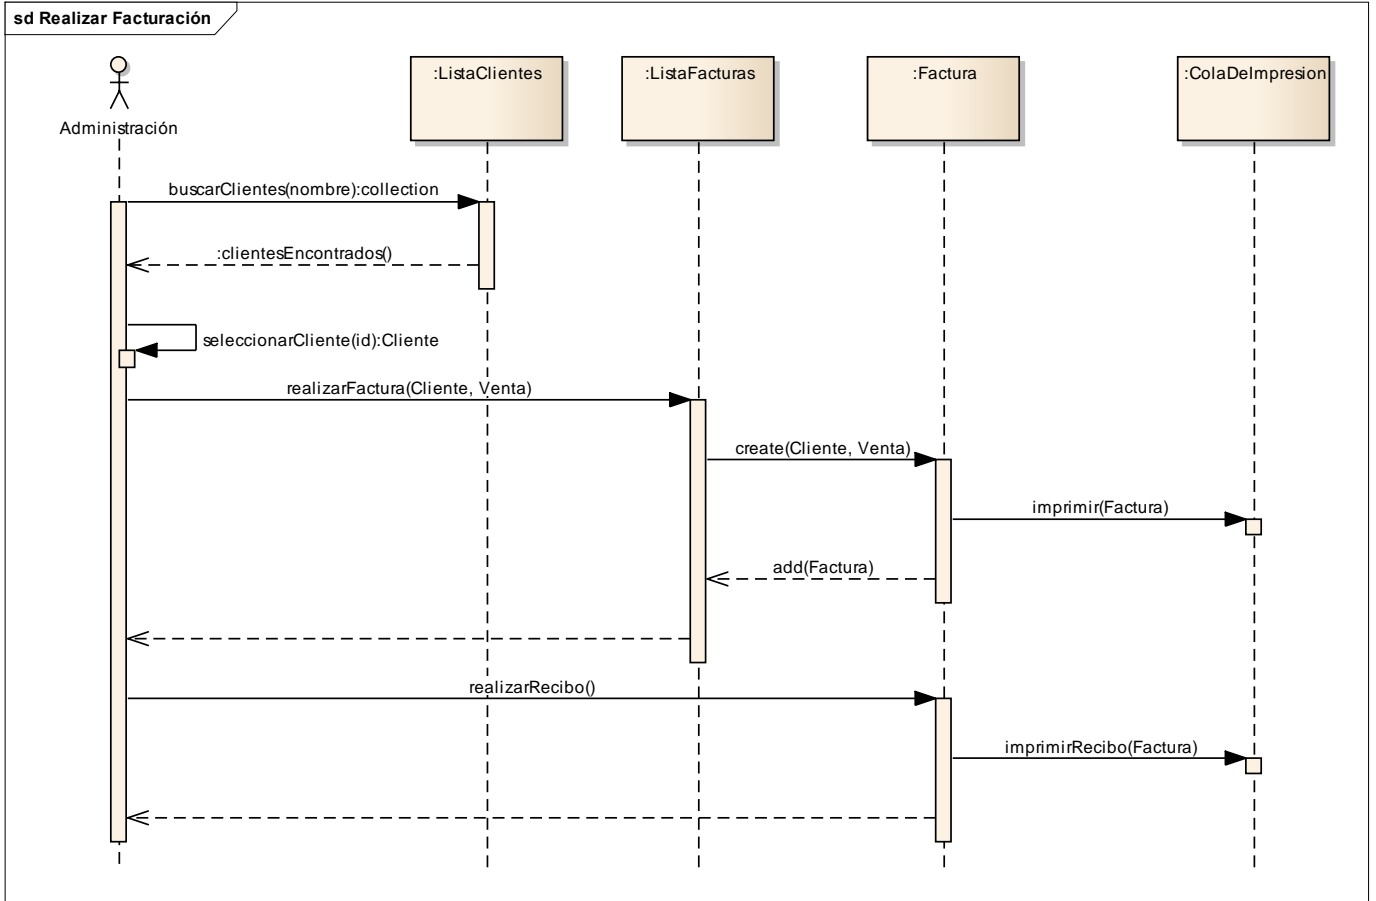 sd Realizar Facturación
Administración
:ListaClientes
:ListaFacturas
:Factura
:ColaDeImpresion
buscarClientes(nombre):collection
:clientesEncontrados()
seleccionarCliente(id):Cliente
realizarFactura(Cliente, Venta)
create(Cliente, Venta)
imprimir(Factura)
add(Factura)
realizarRecibo()
imprimirRecibo(Factura)